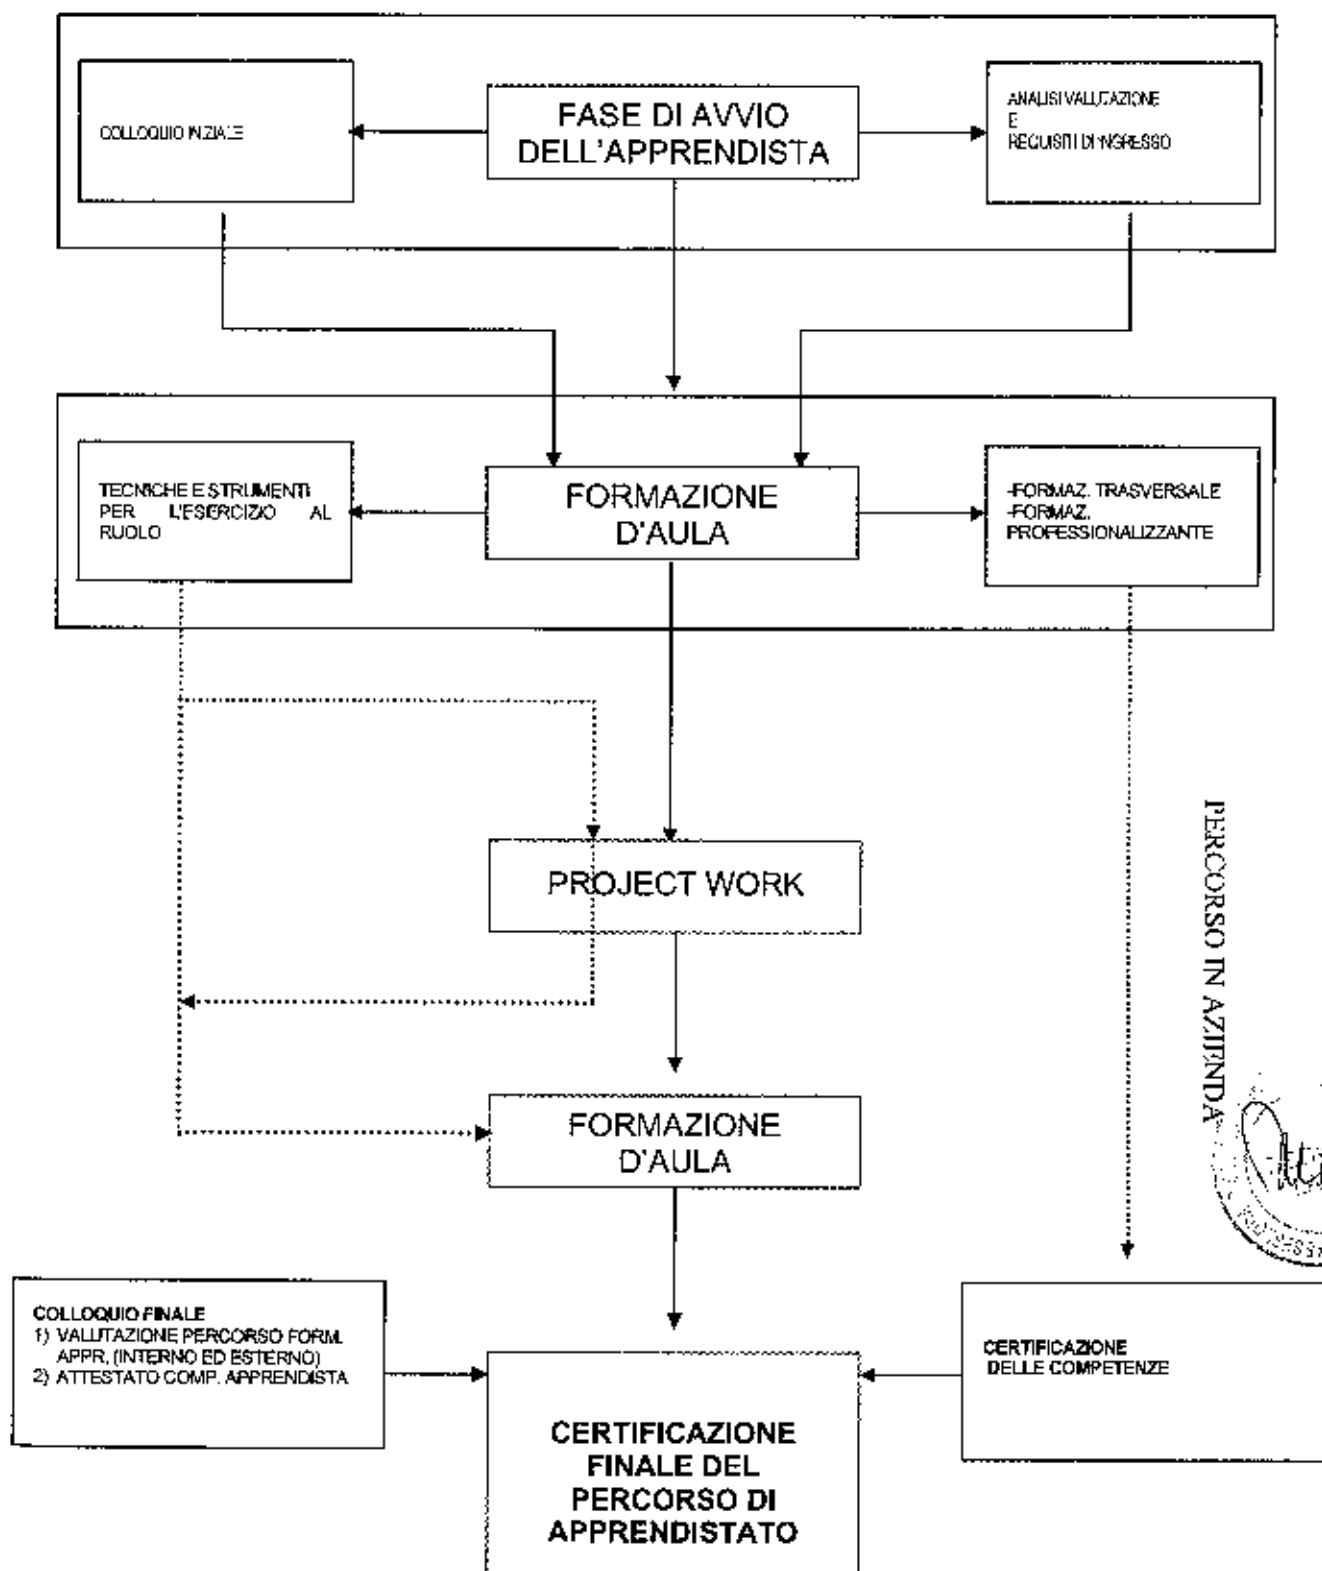 COLLOQUIO INIZIALE
FASE DI AVVIO
DELL'APPRENDISTA
ANALISI VALUTAZIONE
E
REQUISITI DI INGRESSO
TECNICHE E STRUMENTI
PER L'ESERCIZIO AL
RUOLO
FORMAZIONE
D'AULA
-FORMAZ. TRASVERSALE
-FORMAZ.
PROFESSIONALIZZANTE
PROJECT WORK
PERCORSO IN AZIENDA
FORMAZIONE
D'AULA
COLLOQUIO FINALE
1) VALUTAZIONE PERCORSO FORM.
APPR. (INTERNO ED ESTERNO)
2) ATTESTATO COMP. APPRENDISTA
CERTIFICAZIONE
DELLE COMPETENZE
CERTIFICAZIONE
FINALE DEL
PERCORSO DI
APPRENDISTATO